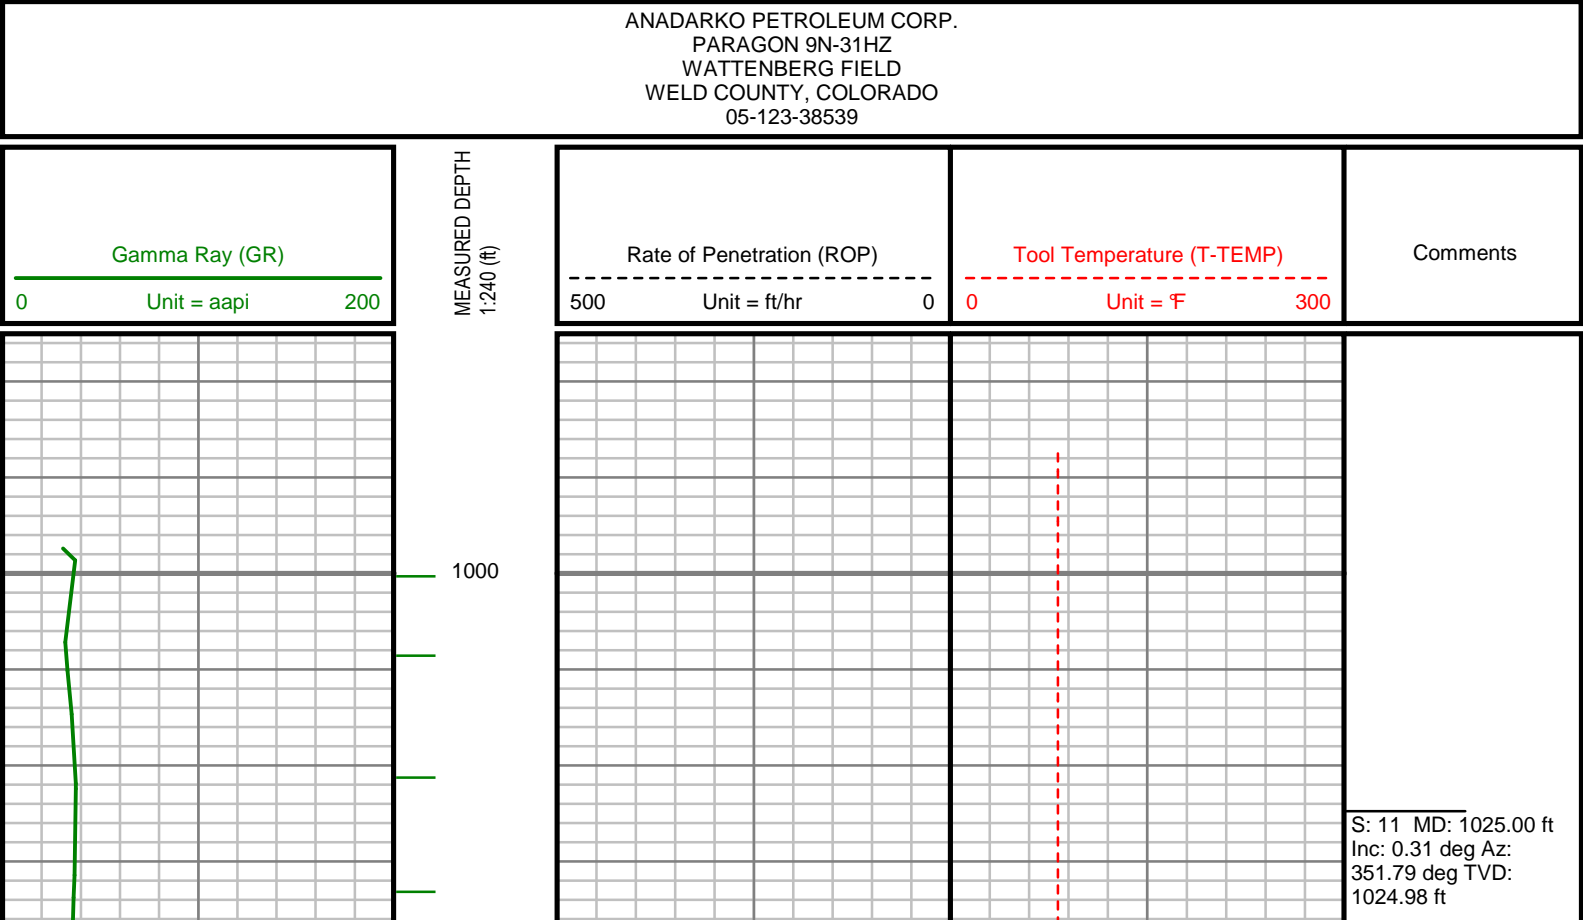 ANADARKO PETROLEUM CORP.
PARAGON 9N-31HZ
WATTENBERG FIELD
WELD COUNTY, COLORADO
05-123-38539
Gamma Ray (GR)
0 Unit = aapi 200
MEASURED DEPTH
1:240 (ft)
Rate of Penetration (ROP)
500 Unit = ft/hr 0
Tool Temperature (T-TEMP)
0 Unit = °F 300
Comments
1000
S: 11 MD: 1025.00 ft
Inc: 0.31 deg Az:
351.79 deg TVD:
1024.98 ft